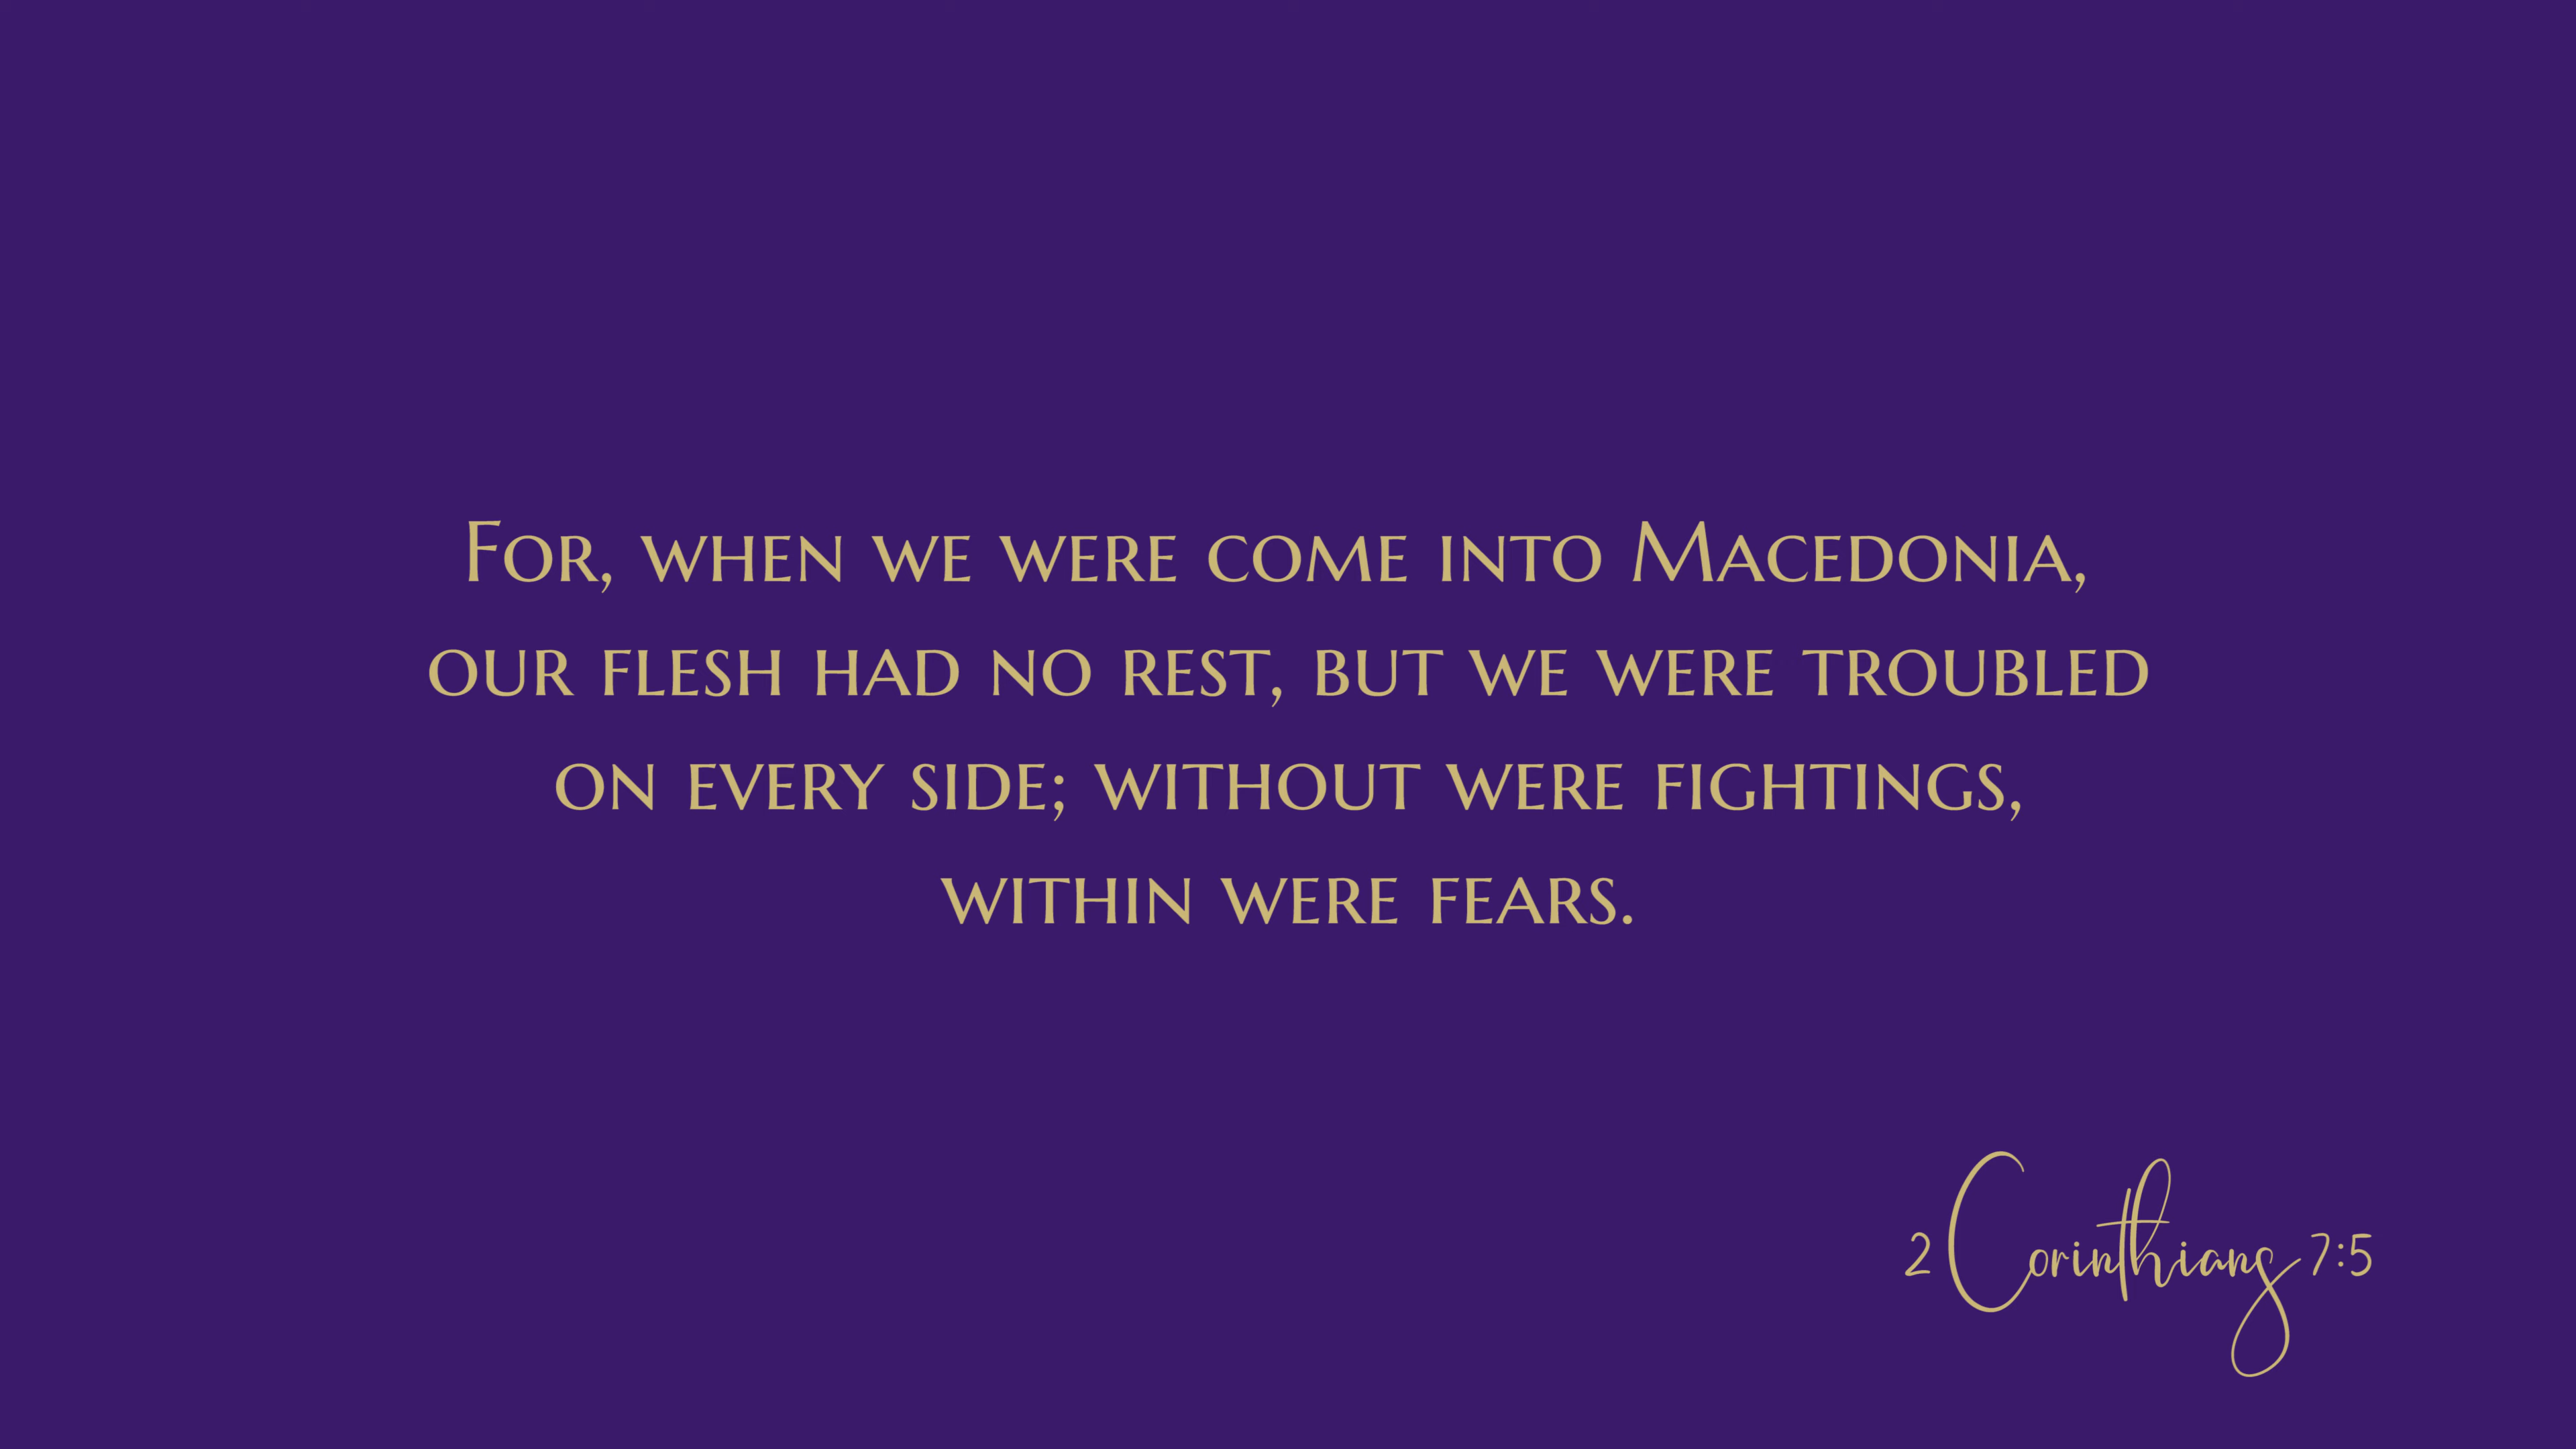 For, when we were come into Macedonia,
our flesh had no rest, but we were troubled
on every side; without were fightings,
within were fears.
2 Corinthians 7:5